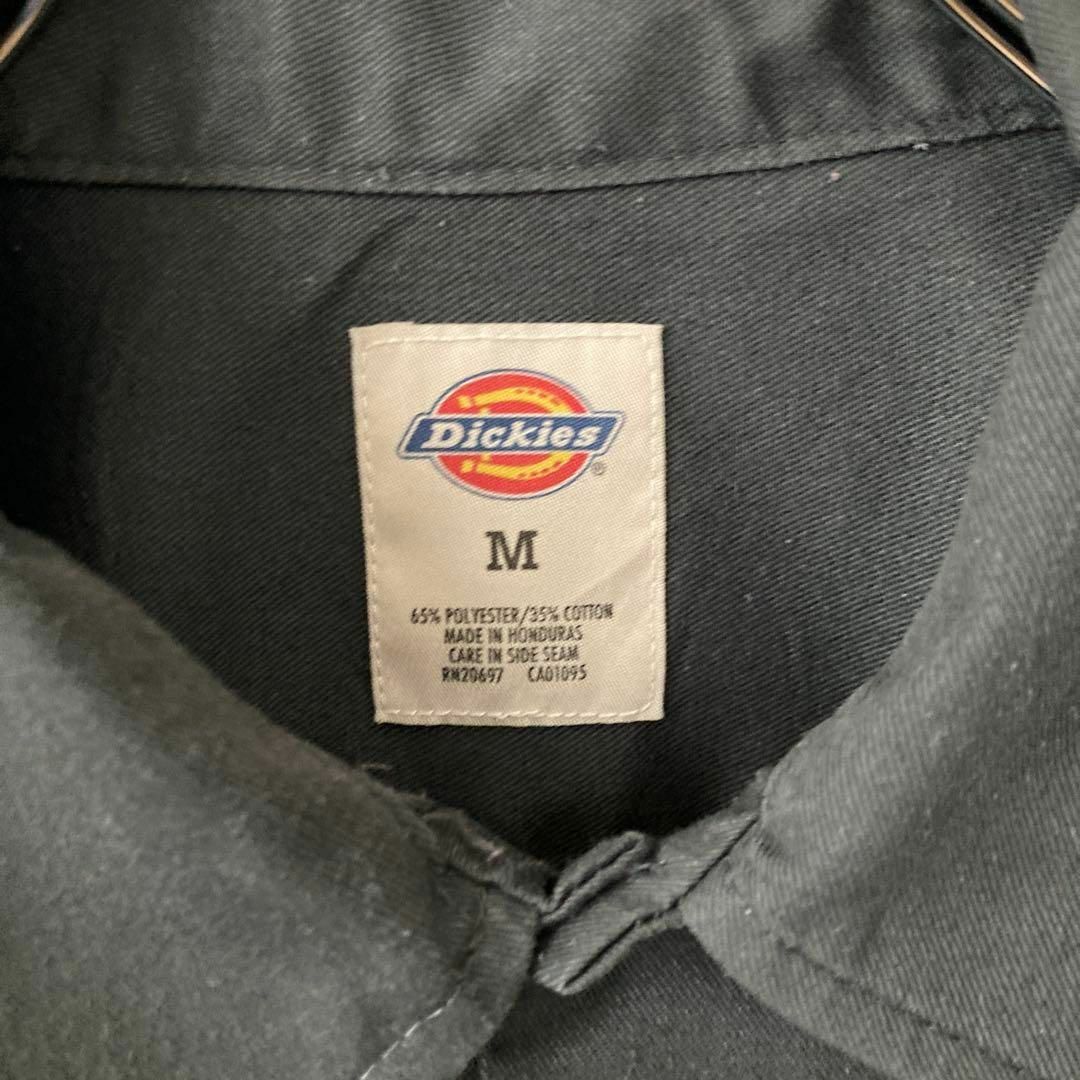 Dickies
®
M
65% POLYESTER/35% COTTON
MADE IN HONDURAS
CARE IN SIDE SEAM
RN20697 CA01095